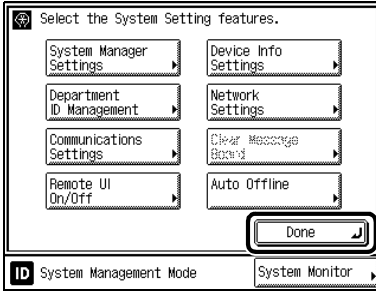 Select the System Setting features.
System Manager
Settings
Device Info
Settings
Department
ID Management
Network
Settings
Communications
Settings
Clear Message
Board
Remote UI
On/Off
Auto Offline
Done
ID System Management Mode
System Monitor